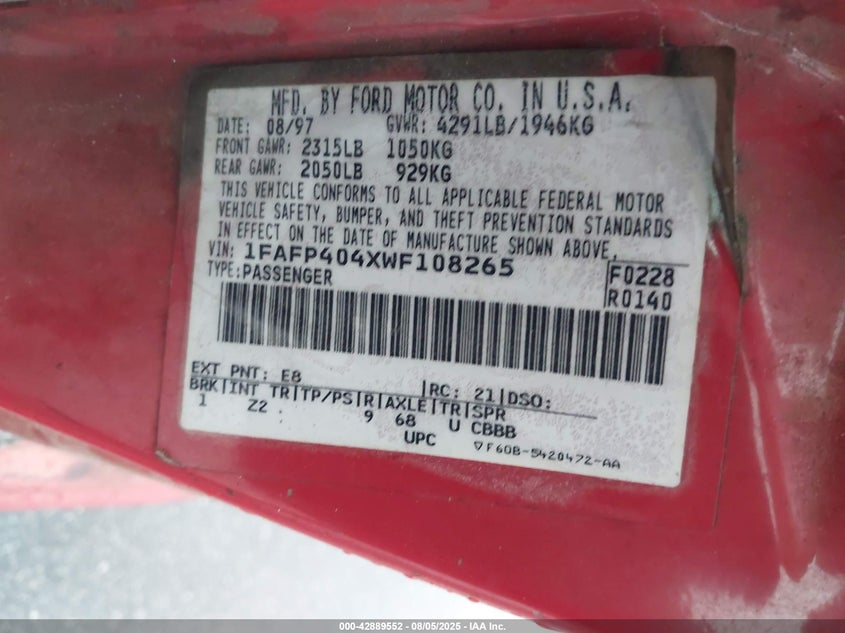 MFD. BY FORD MOTOR CO. IN U.S.A.
DATE: 08/97 GVWR: 4291LB/1946KG
FRONT GAWR: 2315LB 1050KG
REAR GAWR: 2050LB 929KG
THIS VEHICLE CONFORMS TO ALL APPLICABLE FEDERAL MOTOR
VEHICLE SAFETY, BUMPER, AND THEFT PREVENTION STANDARDS
IN EFFECT ON THE DATE OF MANUFACTURE SHOWN ABOVE.
VIN: 1FAFP404XWF108265 F0228
TYPE: PASSENGER R0140
EXT PNT: E8 RC: 21 DSO:
BRK INT TR TP/PS R AXLE TR SPR
1 Z2 : 9 68 U CBBB
UPC ▽F60B-5420472-AA
000-42889552 - 08/05/2025 - IAA Inc.